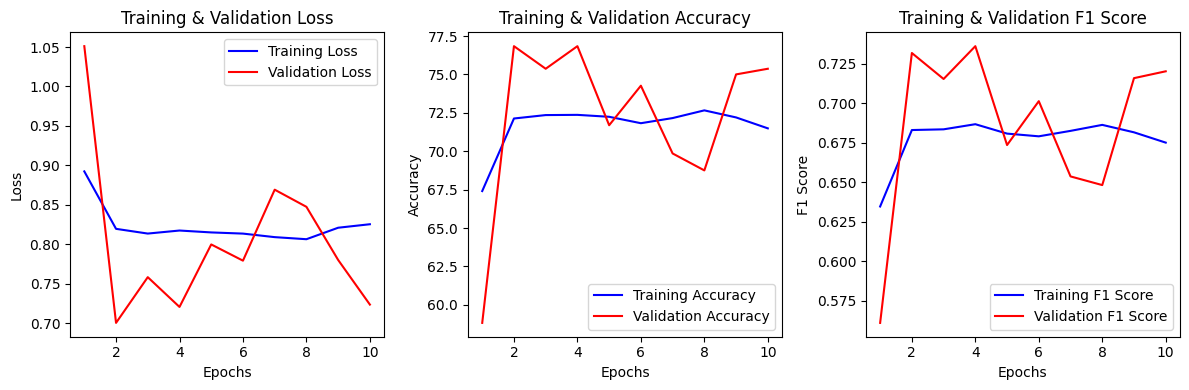 Training & Validation Loss
1.05
1.00
0.95
0.90
0.85
0.80
0.75
0.70
Loss
Training Loss
Validation Loss
2 4 6 8 10
Epochs
Training & Validation Accuracy
77.5
75.0
72.5
70.0
67.5
65.0
62.5
60.0
Accuracy
Training Accuracy
Validation Accuracy
2 4 6 8 10
Epochs
Training & Validation F1 Score
0.725
0.700
0.675
0.650
0.625
0.600
0.575
F1 Score
Training F1 Score
Validation F1 Score
2 4 6 8 10
Epochs